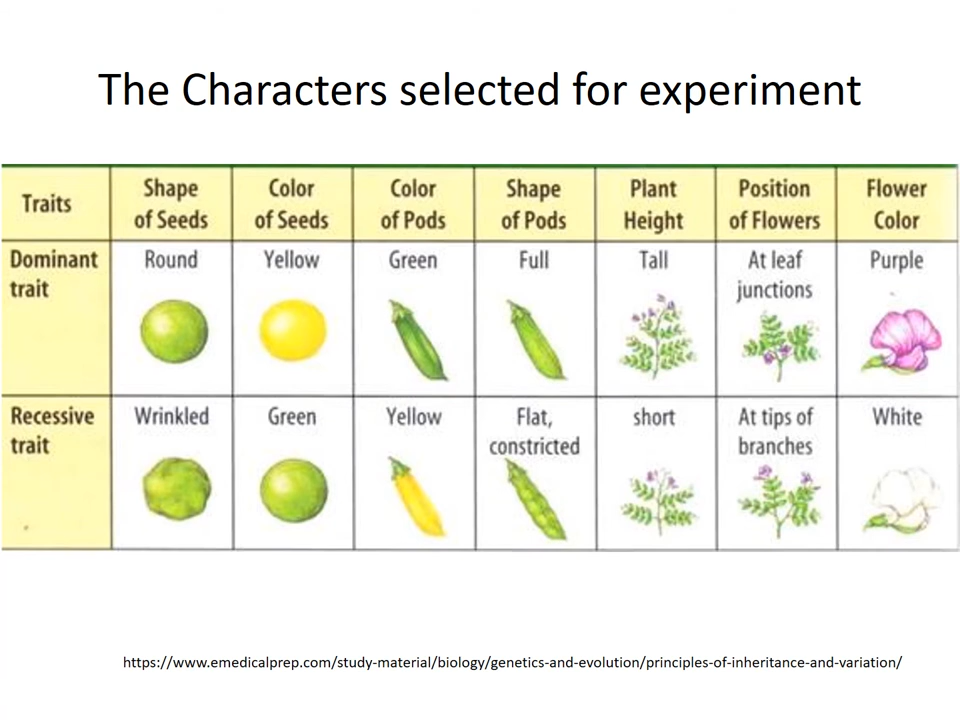 The Characters selected for experiment
Traits
Shape
of Seeds
Color
of Seeds
Color
of Pods
Shape
of Pods
Plant
Height
Position
of Flowers
Flower
Color
Dominant
trait
Round
Yellow
Green
Full
Tall
At leaf
junctions
Purple
Recessive
trait
Wrinkled
Green
Yellow
Flat,
constricted
short
At tips of
branches
White
https://www.emedicalprep.com/study-material/biology/genetics-and-evolution/principles-of-inheritance-and-variation/